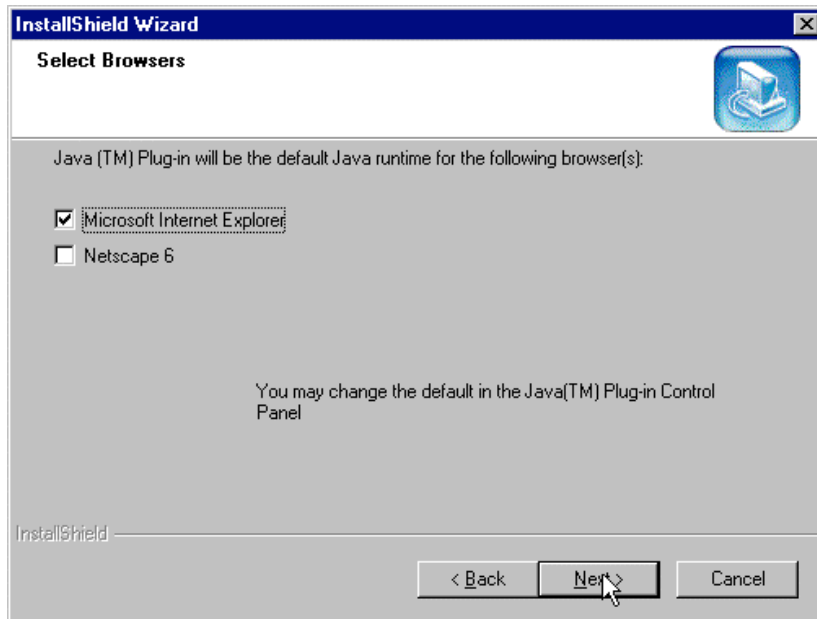 InstallShield Wizard
Select Browsers
Java (TM) Plug-in will be the default Java runtime for the following browser(s):
Microsoft Internet Explorer
Netscape 6
You may change the default in the Java(TM) Plug-in Control
Panel
InstallShield
< Back
Next >
Cancel